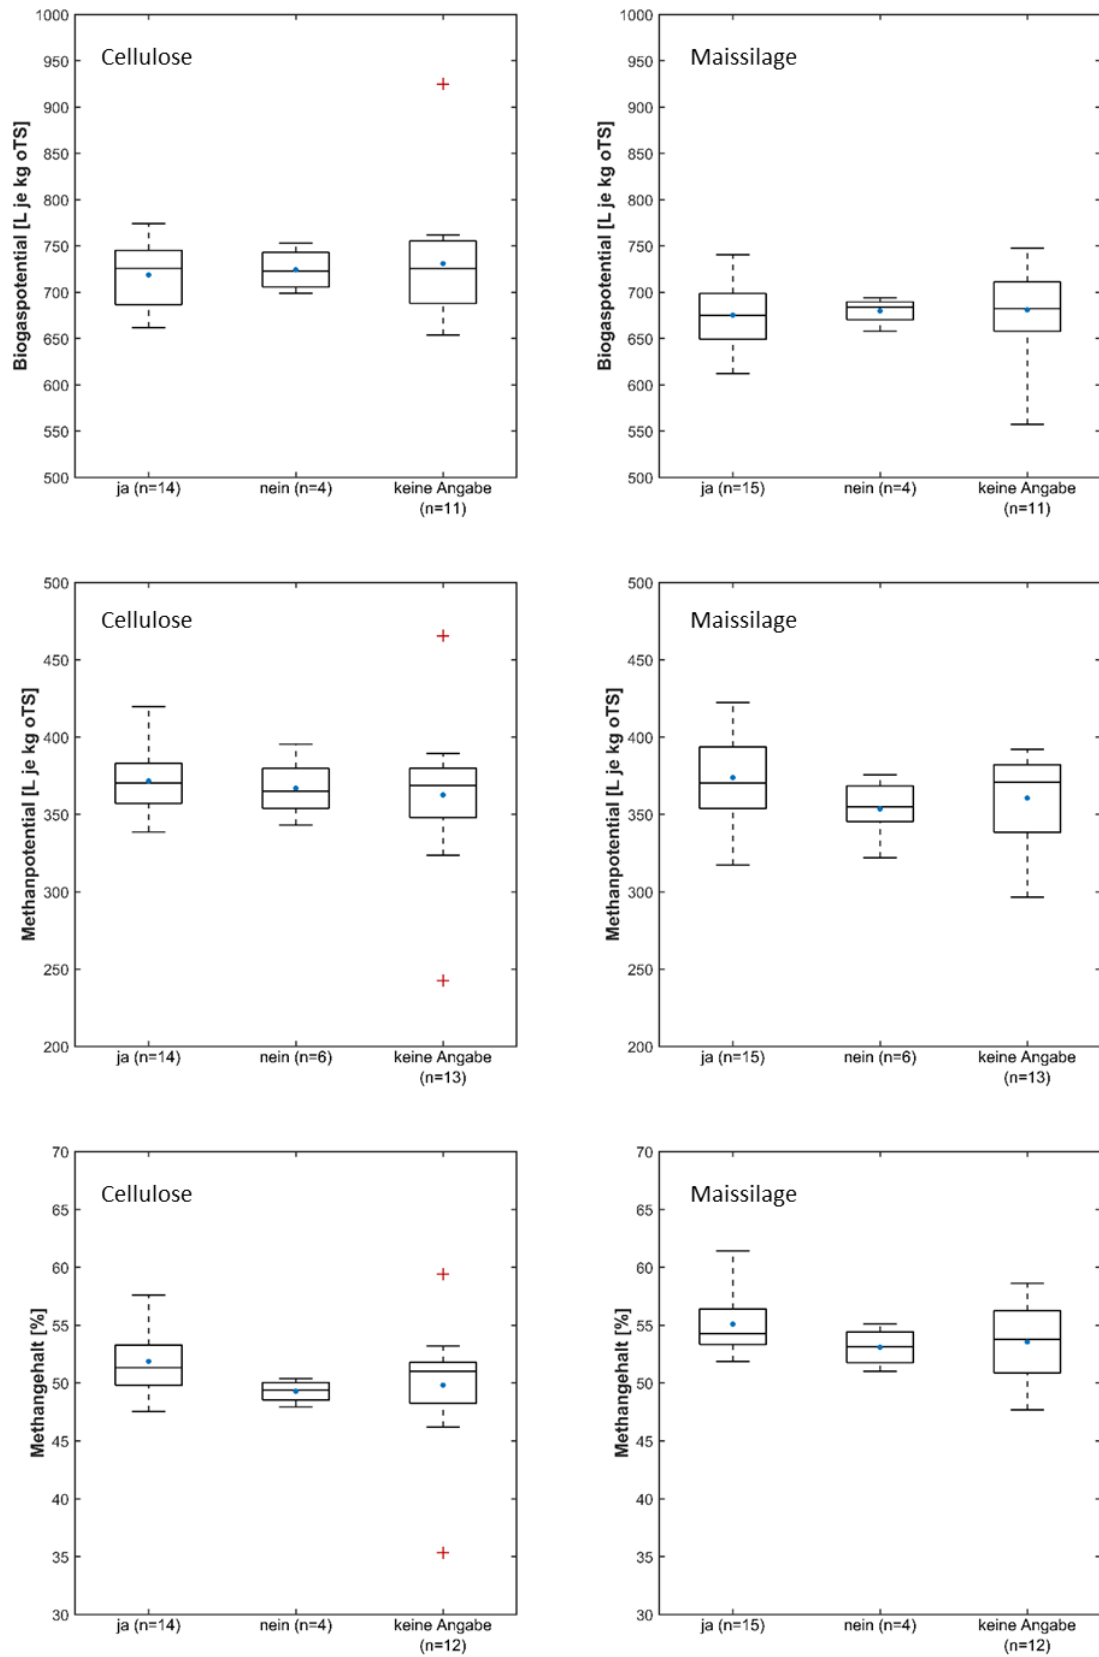 Cellulose
Biogaspotential [L je kg oTS]
1000
950
900
850
800
750
700
650
600
550
500
ja (n=14)
nein (n=4)
keine Angabe
(n=11)
Maissilage
Biogaspotential [L je kg oTS]
1000
950
900
850
800
750
700
650
600
550
500
ja (n=15)
nein (n=4)
keine Angabe
(n=11)
Cellulose
Methanpotential [L je kg oTS]
500
450
400
350
300
250
200
ja (n=14)
nein (n=6)
keine Angabe
(n=13)
Maissilage
Methanpotential [L je kg oTS]
500
450
400
350
300
250
200
ja (n=15)
nein (n=6)
keine Angabe
(n=13)
Cellulose
Methangehalt [%]
70
65
60
55
50
45
40
35
30
ja (n=14)
nein (n=4)
keine Angabe
(n=12)
Maissilage
Methangehalt [%]
70
65
60
55
50
45
40
35
30
ja (n=15)
nein (n=4)
keine Angabe
(n=12)